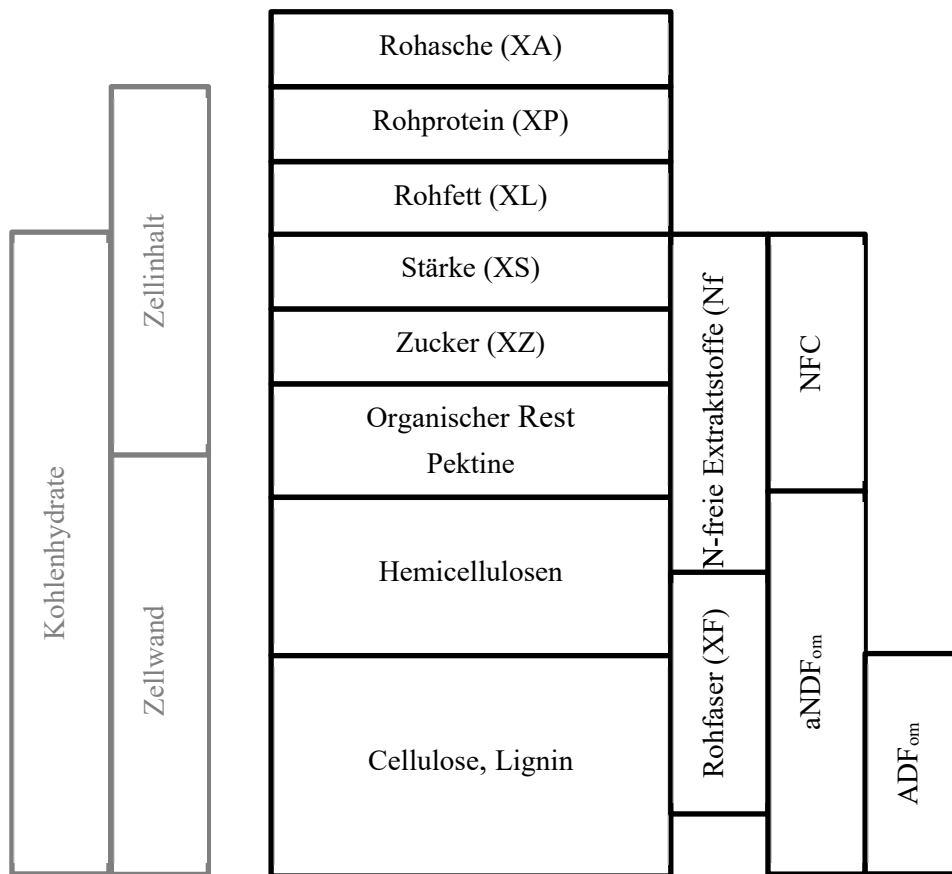 Rohasche (XA)
Rohprotein (XP)
Rohfett (XL)
Stärke (XS)
Zucker (XZ)
Organischer Rest
Pektine
Hemicellulosen
Cellulose, Lignin
Kohlenhydrate
Zellinhalt
Zellwand
N-freie Extraktstoffe (Nf
Rohfaser (XF)
NFC
aNDFom
ADFom